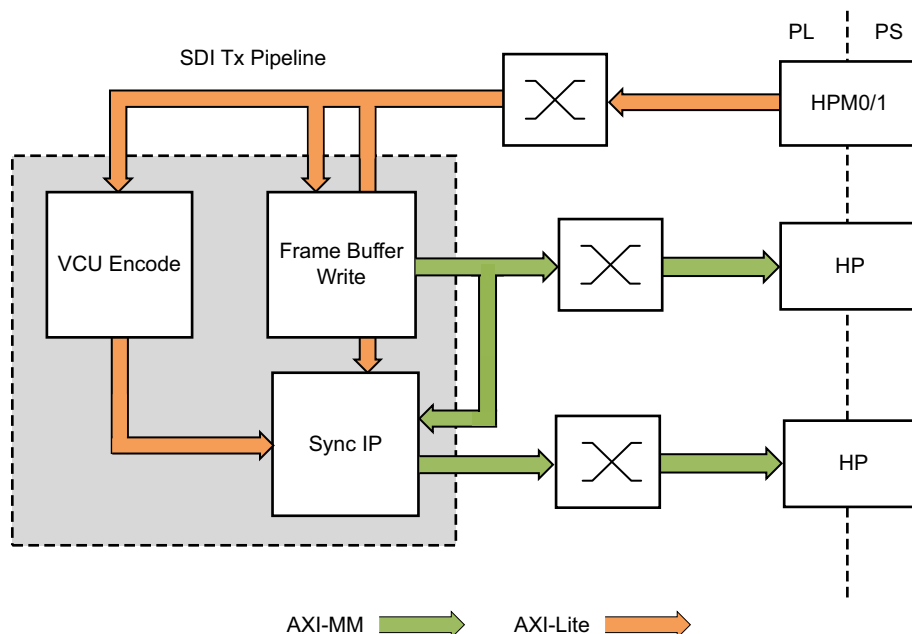 PL
PS
SDI Tx Pipeline
HPM0/1
VCU Encode
Frame Buffer
Write
HP
Sync IP
HP
AXI-MM
AXI-Lite